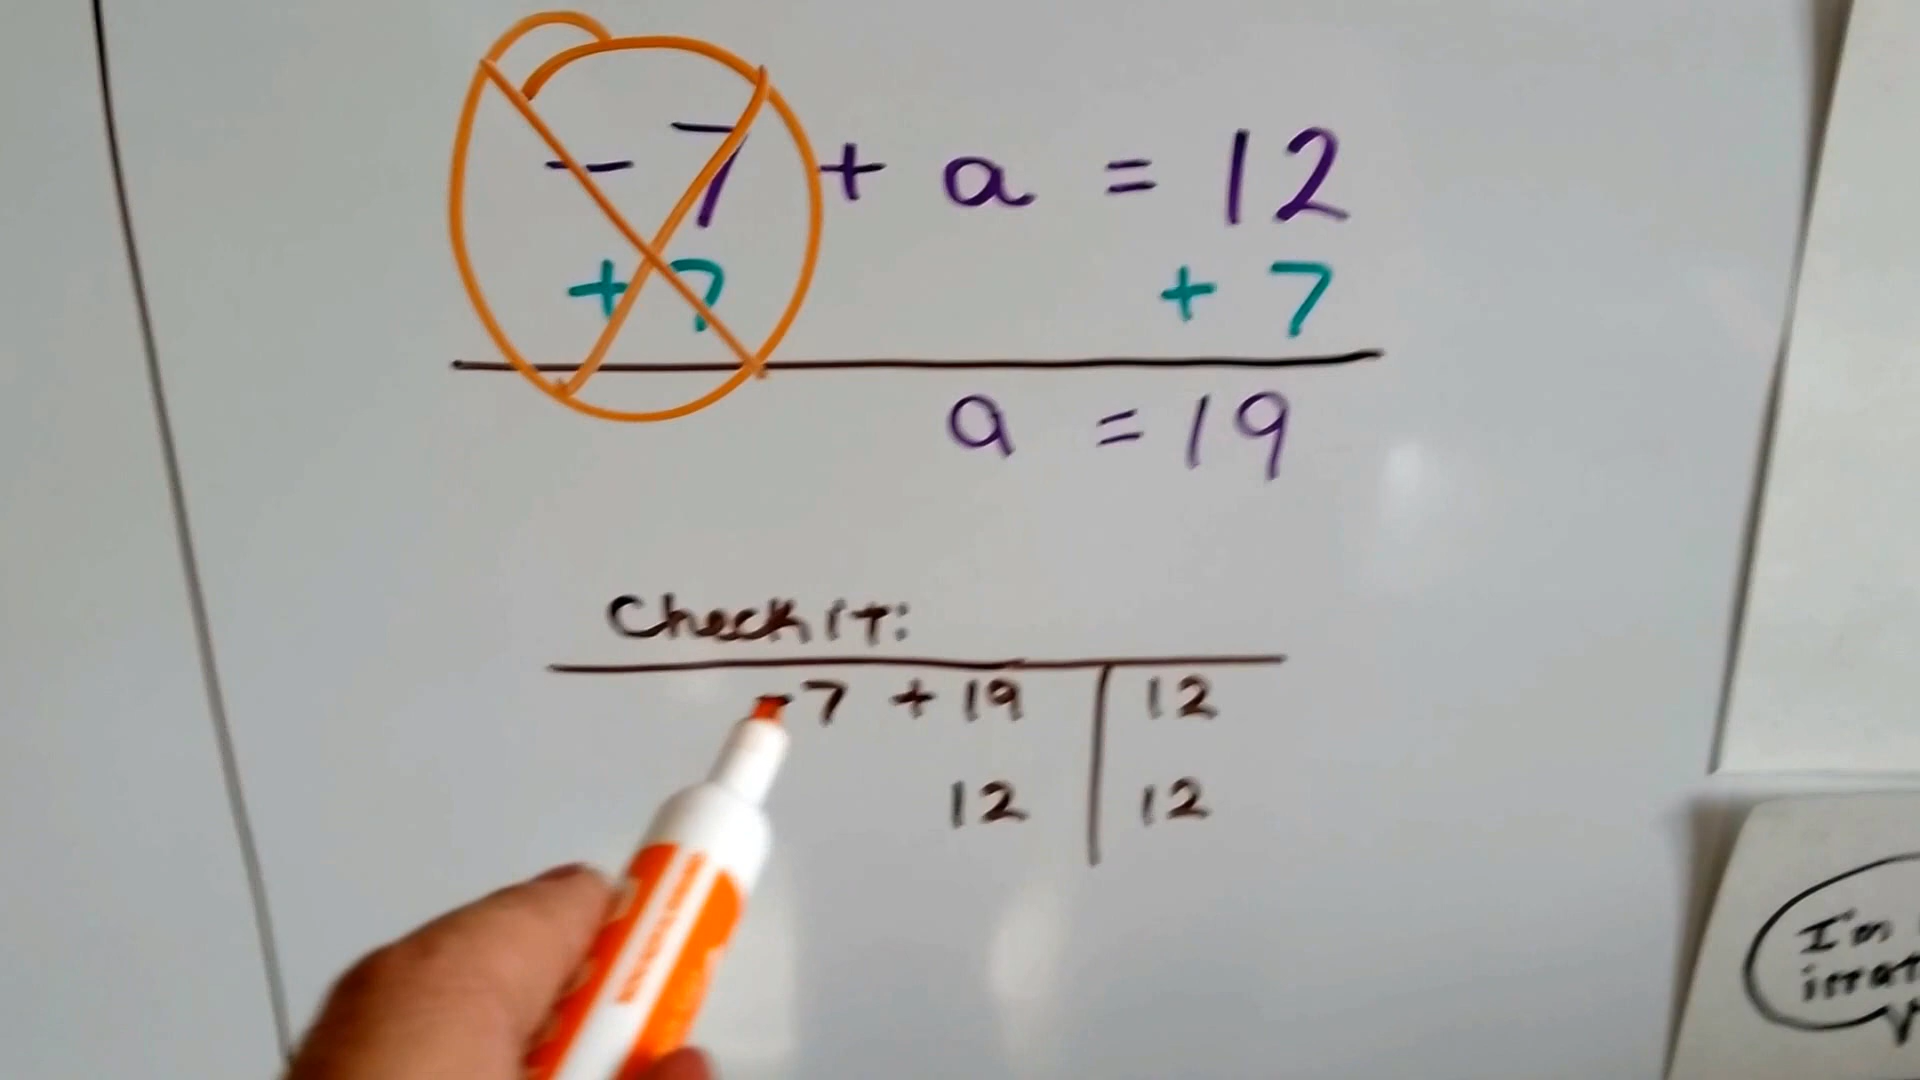 - 7 + a = 12
+ 7 + 7
a = 19
Check it:
-7 + 19 | 12
12 | 12
I'm